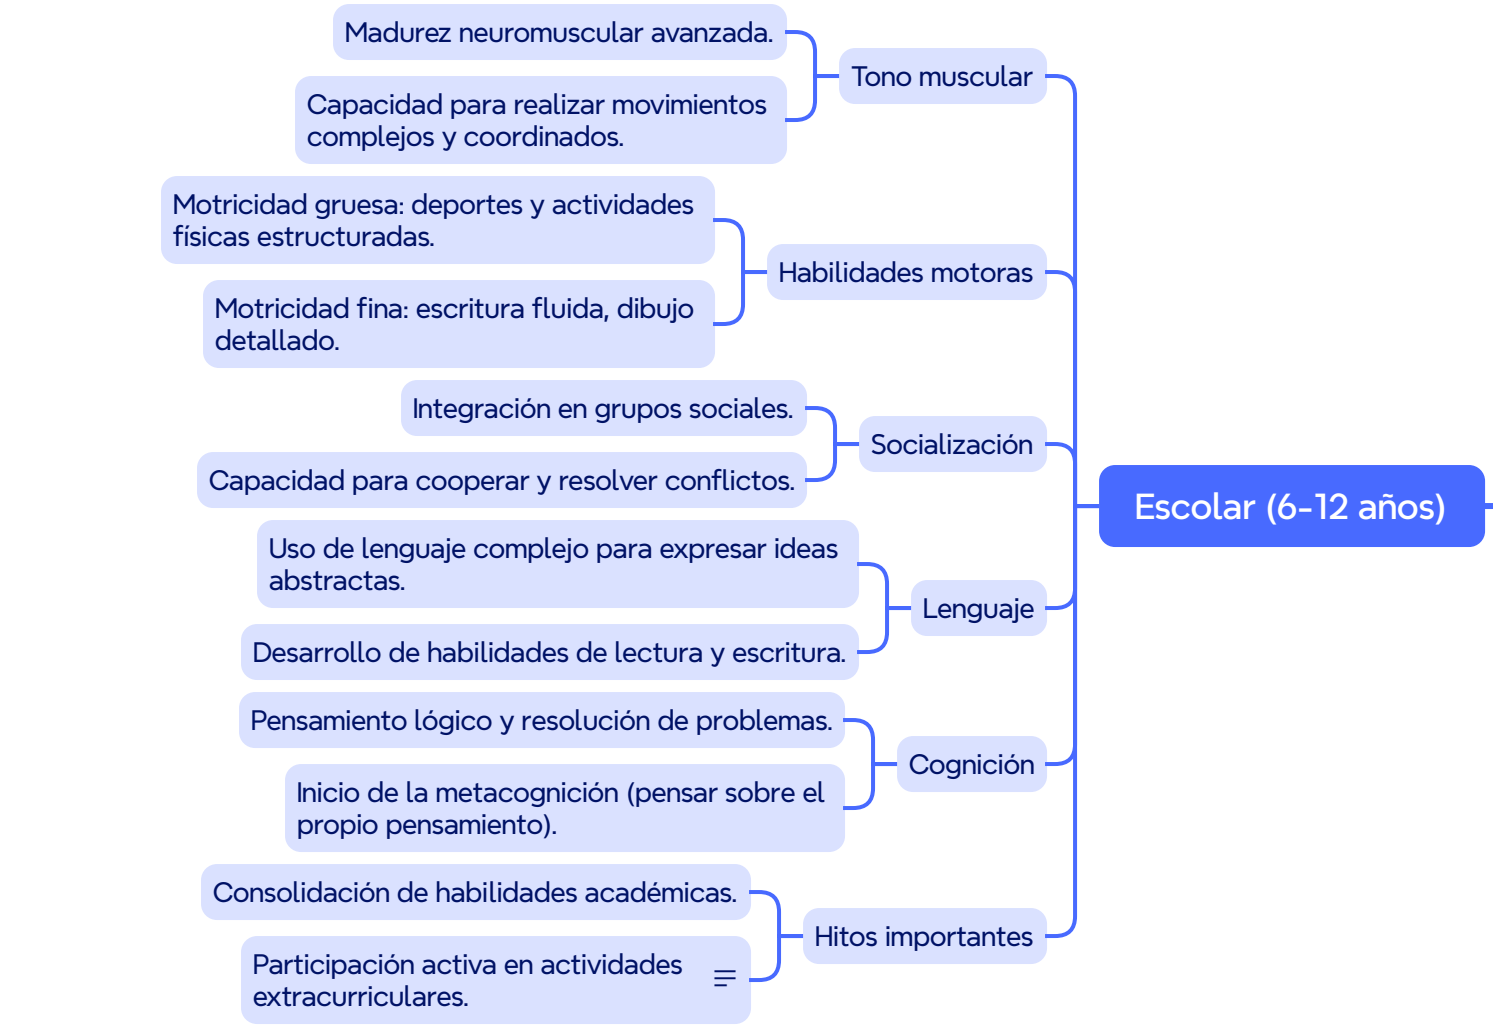 Madurez neuromuscular avanzada.
Tono muscular
Capacidad para realizar movimientos
complejos y coordinados.
Motricidad gruesa: deportes y actividades
físicas estructuradas.
Habilidades motoras
Motricidad fina: escritura fluida, dibujo
detallado.
Integración en grupos sociales.
Socialización
Capacidad para cooperar y resolver conflictos.
Escolar (6-12 años)
Uso de lenguaje complejo para expresar ideas
abstractas.
Lenguaje
Desarrollo de habilidades de lectura y escritura.
Pensamiento lógico y resolución de problemas.
Cognición
Inicio de la metacognición (pensar sobre el
propio pensamiento).
Consolidación de habilidades académicas.
Hitos importantes
Participación activa en actividades
extracurriculares.